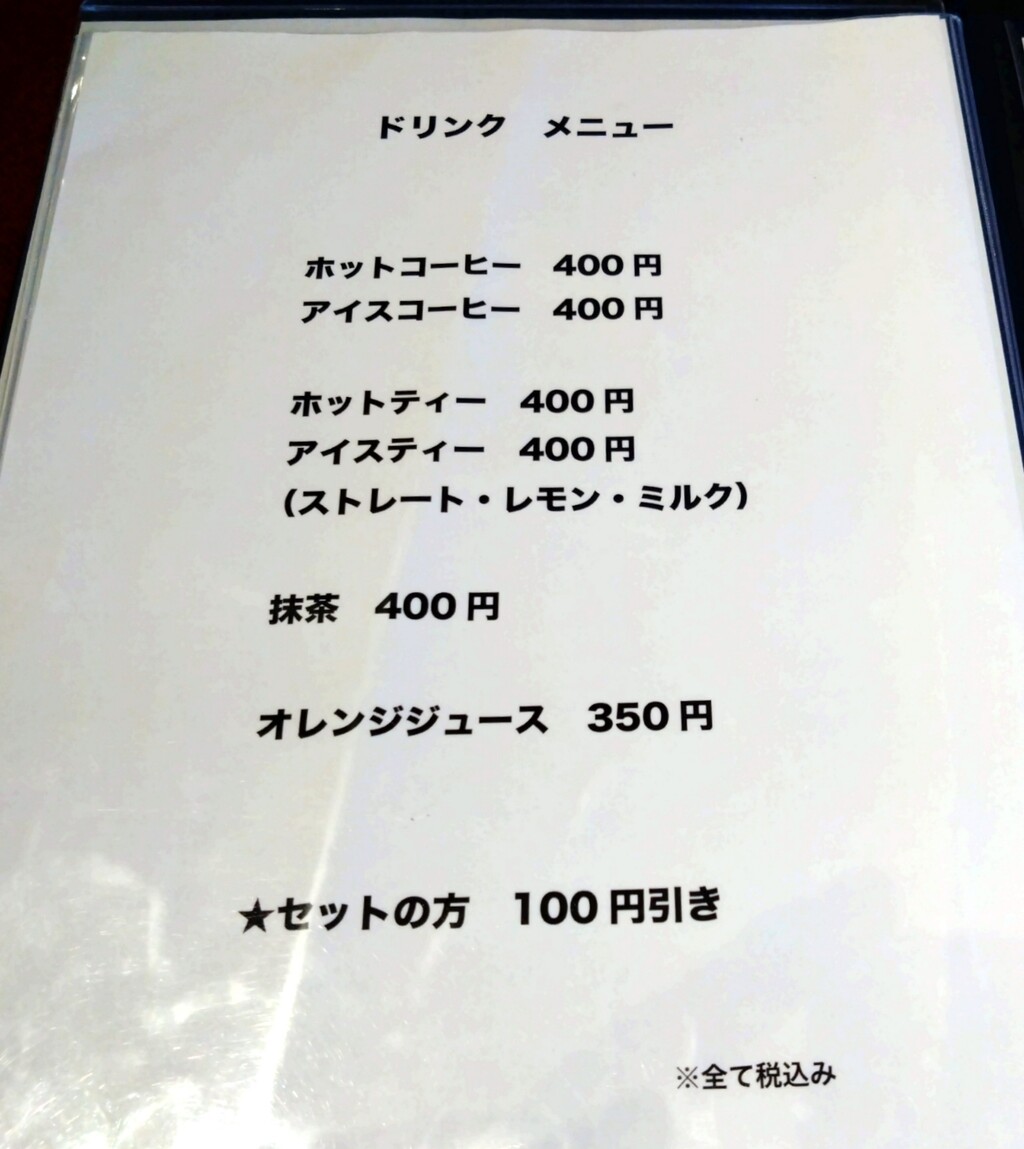 ドリンク　メニュー
ホットコーヒー　400円
アイスコーヒー　400円
ホットティー　400円
アイスティー　400円
（ストレート・レモン・ミルク）
抹茶　400円
オレンジジュース　350円
★セットの方　100円引き
※全て税込み